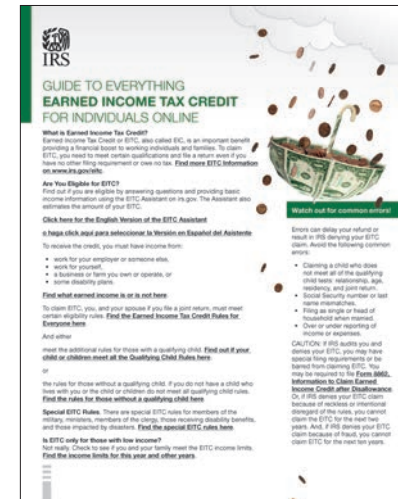 IRS
GUIDE TO EVERYTHING
EARNED INCOME TAX CREDIT
FOR INDIVIDUALS ONLINE
What is Earned Income Tax Credit?
Earned Income Tax Credit or EITC, also called EIC, is an important benefit
providing a financial boost to working individuals and families. To claim
EITC, you need to meet certain qualifications and file a return even if you
have no other filing requirement or owe no tax. Find more EITC Information
on www.irs.gov/eitc.
Are You Eligible for EITC?
Find out if you are eligible by answering questions and providing basic
income information using the EITC Assistant on irs.gov. The Assistant also
estimates the amount of your EITC.
Click here for the English Version of the EITC Assistant
o haga click aqui para seleccionar la Version en Español del Asistente
To receive the credit, you must have income from:
• work for your employer or someone else,
• work for yourself,
• a business or farm you own or operate, or
• some disability plans.
Find what earned income is or is not here.
To claim EITC, you, and your spouse if you file a joint return, must meet
certain eligibility rules. Find the Earned Income Tax Credit Rules for
Everyone here.
And either
meet the additional rules for those with a qualifying child. Find out if your
child or children meet all the Qualifying Child Rules here.
or
the rules for those without a qualifying child. If you do not have a child who
lives with you or the child or children do not meet all qualifying child rules.
Find the rules for those without a qualifying child here.
Special EITC Rules. There are special EITC rules for members of the
military, ministers, members of the clergy, those receiving disability benefits,
and those impacted by disasters. Find the special EITC rules here.
Is EITC only for those with low income?
Not really. Check to see if you and your family meet the EITC income limits.
Find the income limits for this year and other years.
Watch out for common errors!
Errors can delay your refund or
result in IRS denying your EITC
claim. Avoid the following common
errors:
• Claiming a child who does
not meet all of the qualifying
child tests: relationship, age,
residency, and joint return.
• Social Security number or last
name mismatches.
• Filing as single or head of
household when married.
• Over or under reporting of
income or expenses.
CAUTION: If IRS audits you and
denies your EITC, you may have
special filing requirements or be
barred from claiming EITC. You
may be required to file Form 8862,
Information to Claim Earned
Income Credit after Disallowance.
Or, if IRS denies your EITC claim
because of reckless or intentional
disregard of the rules, you cannot
claim the EITC for the next two
years. And, if IRS denies your EITC
claim because of fraud, you cannot
claim EITC for the next ten years.